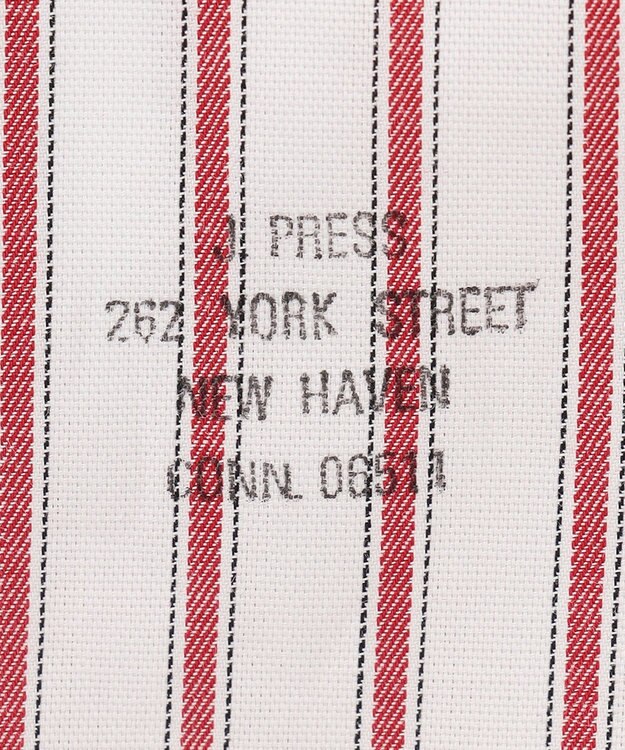 J. PRESS
262 YORK STREET
NEW HAVEN
CONN. 06511